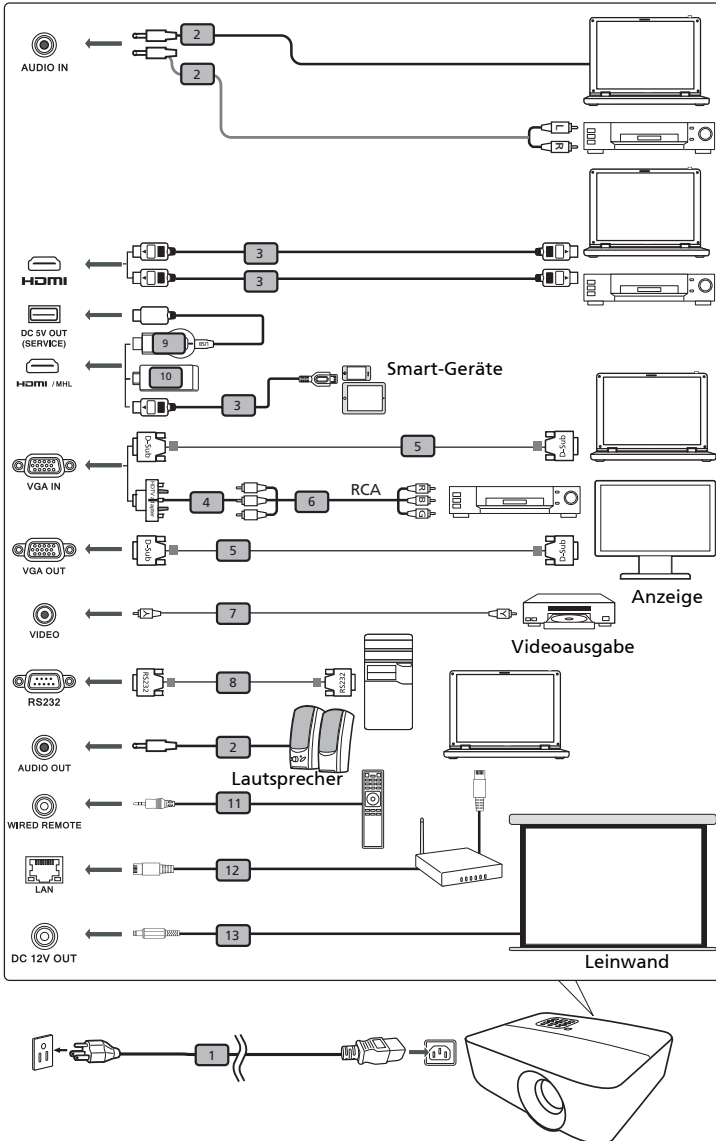 2
AUDIO IN
2
L
R
3
HDMI
3
DC 5V OUT
(SERVICE)
9
USB
HDMI / MHL
10
Smart-Geräte
3
D-Sub
5
D-Sub
VGA IN
HDTV adapter
4
6
RCA
R
B
G
D-Sub
5
D-Sub
VGA OUT
Anzeige
Y
7
Y
VIDEO
Videoausgabe
RS232
8
RS232
RS232
2
AUDIO OUT
Lautsprecher
11
WIRED REMOTE
12
LAN
13
DC 12V OUT
Leinwand
1